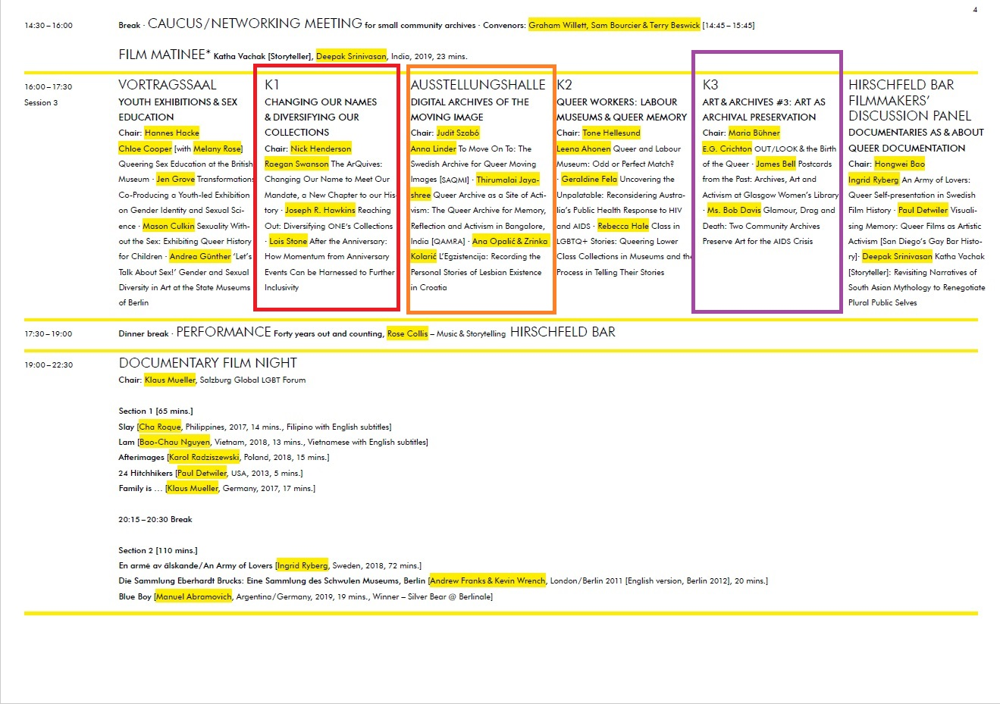 4
14:30–16:00
Break · CAUCUS/NETWORKING MEETING for small community archives · Convenors: Graham Willett, Sam Bourcier & Terry Beswick [14:45–15:45]
FILM MATINEE* Katha Vachak [Storyteller], Deepak Srinivasan, India, 2019, 23 mins.
16:00–17:30
Session 3
VORTRAGSSAAL
YOUTH EXHIBITIONS & SEX
EDUCATION
Chair: Hannes Hacke
Chloe Cooper [with Melany Rose]
Queering Sex Education at the British
Museum · Jen Grove Transformations
Co-Producing a Youth-led Exhibition
on Gender Identity and Sexual Sci-
ence · Mason Culkin Sexuality With-
out the Sex: Exhibiting Queer History
for Children · Andrea Günther ‘Let’s
Talk About Sex!’ Gender and Sexual
Diversity in Art at the State Museums
of Berlin
K1
CHANGING OUR NAMES
& DIVERSIFYING OUR
COLLECTIONS
Chair: Nick Henderson
Raegan Swanson The ArQuives:
Changing Our Name to Meet Our
Mandate, a New Chapter to our His-
tory · Joseph R. Hawkins Reaching
Out: Diversifying ONE’s Collections
· Lois Stone After the Anniversary:
How Momentum from Anniversary
Events Can be Harnessed to Further
Inclusivity
AUSSTELLUNGSHALLE
DIGITAL ARCHIVES OF THE
MOVING IMAGE
Chair: Judit Szabó
Anna Linder To Move On To: The
Swedish Archive for Queer Moving
Images [SAQMI] · Thirumalai Jaya-
shree Queer Archive as a Site of Acti-
vism: The Queer Archive for Memory,
Reflection and Activism in Bangalore,
India [QAMRA] · Ana Opalić & Zrinka
Kolarić L’Egzistencija: Recording the
Personal Stories of Lesbian Existence
in Croatia
K2
QUEER WORKERS: LABOUR
MUSEUMS & QUEER MEMORY
Chair: Tone Hellesund
Leena Ahonen Queer and Labour
Museum: Odd or Perfect Match?
· Geraldine Fela Uncovering the
Unpalatable: Reconsidering Austra-
lia’s Public Health Response to HIV
and AIDS · Rebecca Hale Class in
LGBTQ+ Stories: Queering Lower
Class Collections in Museums and the
Process in Telling Their Stories
K3
ART & ARCHIVES #3: ART AS
ARCHIVAL PRESERVATION
Chair: Maria Bühner
E.G. Crichton OUT/LOOK & the Birth
of the Queer · James Bell Postcards
from the Past: Archives, Art and
Activism at Glasgow Women’s Library
· Ms. Bob Davis Glamour, Drag and
Death: Two Community Archives
Preserve Art for the AIDS Crisis
HIRSCHFELD BAR
FILMMAKERS’
DISCUSSION PANEL
DOCUMENTARIES AS & ABOUT
QUEER DOCUMENTATION
Chair: Hongwei Bao
Ingrid Ryberg An Army of Lovers:
Queer Self-presentation in Swedish
Film History · Paul Detwiler Visuali-
sing Memory: Queer Films as Artistic
Activism [San Diego’s Gay Bar Histo-
ry]· Deepak Srinivasan Katha Vachak
[Storyteller]: Revisiting Narratives of
South Asian Mythology to Renegotiate
Plural Public Selves
17:30–19:00
Dinner break · PERFORMANCE Forty years out and counting, Rose Collis – Music & Storytelling HIRSCHFELD BAR
19:00–22:30
DOCUMENTARY FILM NIGHT
Chair: Klaus Mueller, Salzburg Global LGBT Forum
Section 1 [65 mins.]
Slay [Cha Roque, Philippines, 2017, 14 mins., Filipino with English subtitles]
Lam [Bao-Chau Nguyen, Vietnam, 2018, 13 mins., Vietnamese with English subtitles]
Afterimages [Karol Radziszewski, Poland, 2018, 15 mins.]
24 Hitchhikers [Paul Detwiler, USA, 2013, 5 mins.]
Family is … [Klaus Mueller, Germany, 2017, 17 mins.]
20:15–20:30 Break
Section 2 [110 mins.]
En armé av älskande/An Army of Lovers [Ingrid Ryberg, Sweden, 2018, 72 mins.]
Die Sammlung Eberhardt Brucks: Eine Sammlung des Schwulen Museums, Berlin [Andrew Franks & Kevin Wrench, London/Berlin 2011 [English version, Berlin 2012], 20 mins.]
Blue Boy [Manuel Abramovich, Argentina/Germany, 2019, 19 mins., Winner – Silver Bear @ Berlinale]